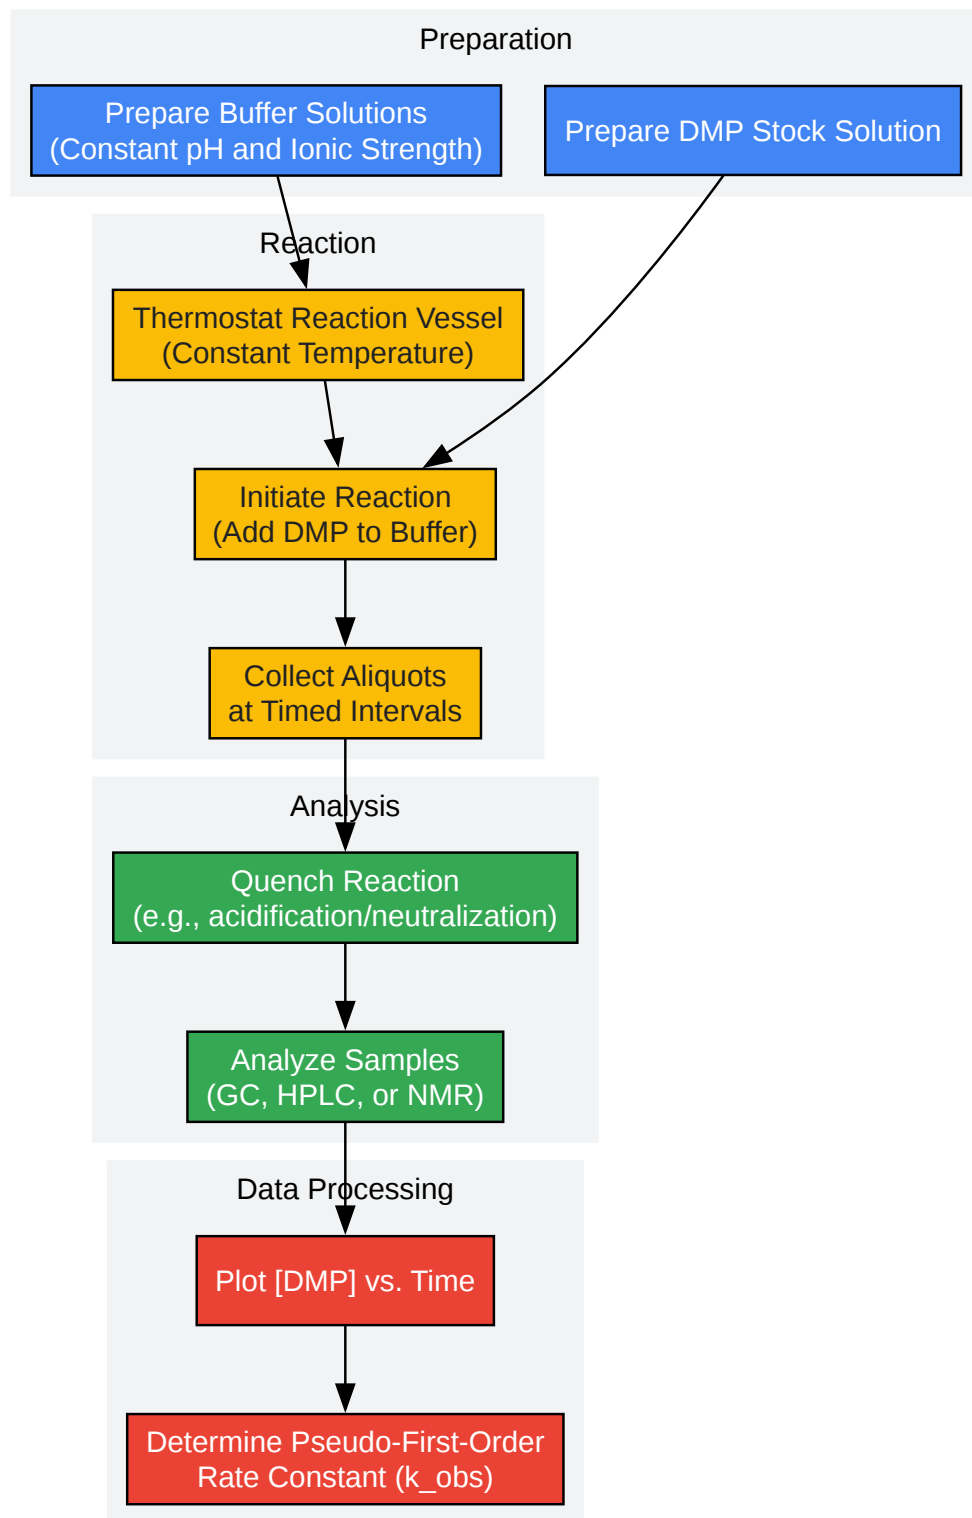 Preparation
Prepare Buffer Solutions
(Constant pH and Ionic Strength)
Prepare DMP Stock Solution
Reaction
Thermostat Reaction Vessel
(Constant Temperature)
Initiate Reaction
(Add DMP to Buffer)
Collect Aliquots
at Timed Intervals
Analysis
Quench Reaction
(e.g., acidification/neutralization)
Analyze Samples
(GC, HPLC, or NMR)
Data Processing
Plot [DMP] vs. Time
Determine Pseudo-First-Order
Rate Constant (k_obs)